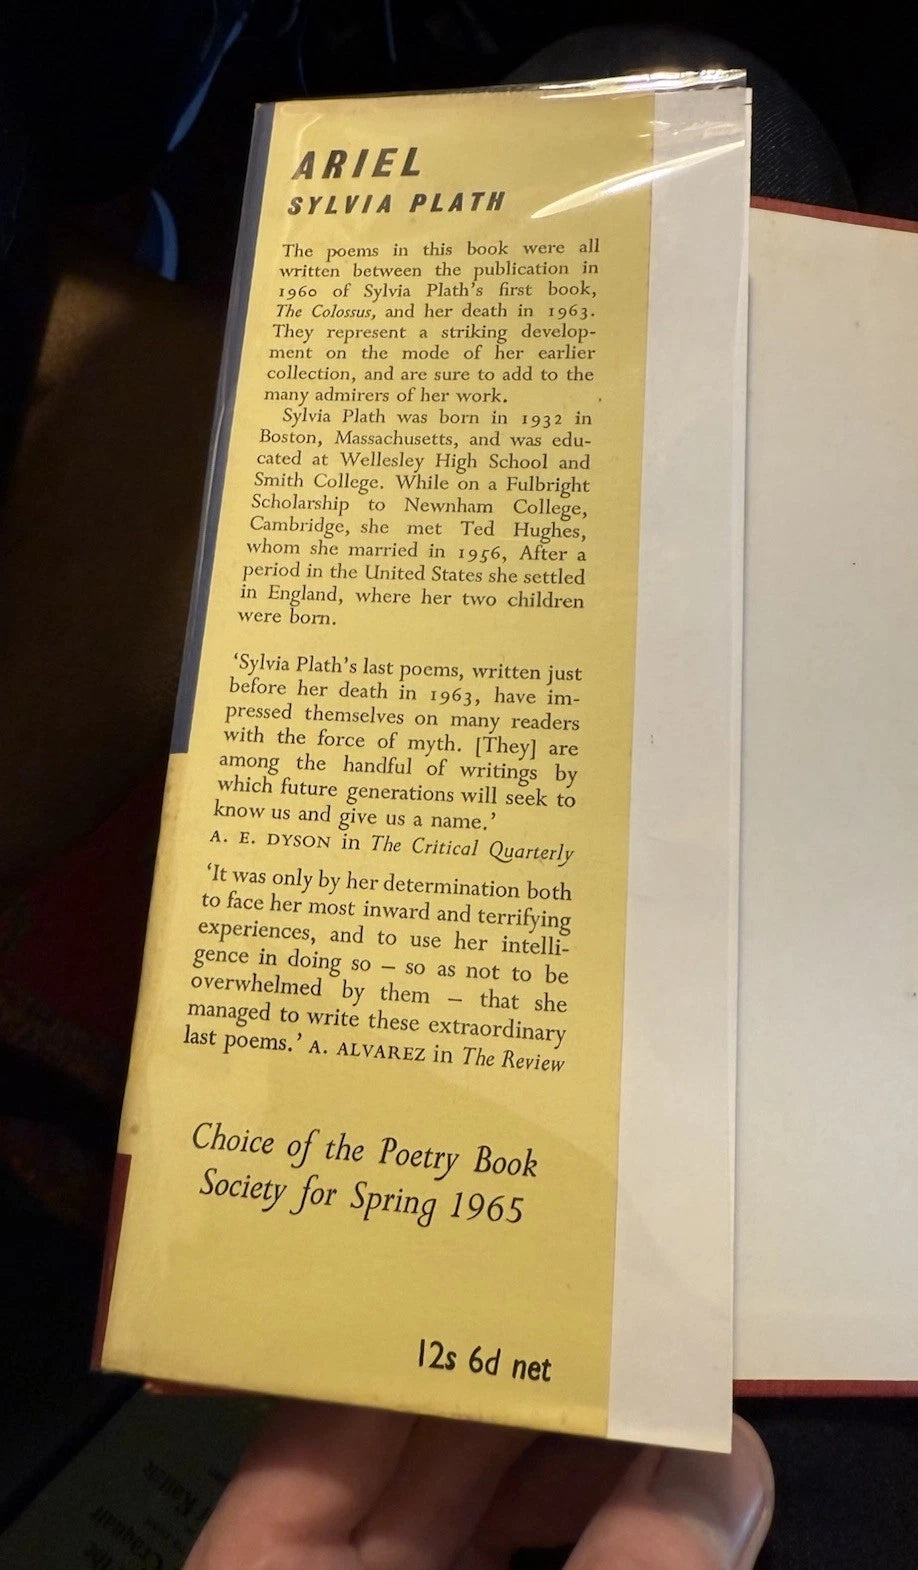 ARIEL
SYLVIA PLATH
The poems in this book were all
written between the publication in
1960 of Sylvia Plath's first book,
The Colossus, and her death in 1963.
They represent a striking develop-
ment on the mode of her earlier
collection, and are sure to add to the
many admirers of her work.
Sylvia Plath was born in 1932 in
Boston, Massachusetts, and was edu-
cated at Wellesley High School and
Smith College. While on a Fulbright
Scholarship to Newnham College,
Cambridge, she met Ted Hughes,
whom she married in 1956, After a
period in the United States she settled
in England, where her two children
were born.
'Sylvia Plath's last poems, written just
before her death in 1963, have im-
pressed themselves on many readers
with the force of myth. [They] are
among the handful of writings by
which future generations will seek to
know us and give us a name.'
A. E. DYSON in The Critical Quarterly
'It was only by her determination both
to face her most inward and terrifying
experiences, and to use her intelli-
gence in doing so – so as not to be
overwhelmed by them – that she
managed to write these extraordinary
last poems.' A. ALVAREZ in The Review
Choice of the Poetry Book
Society for Spring 1965
12s 6d net